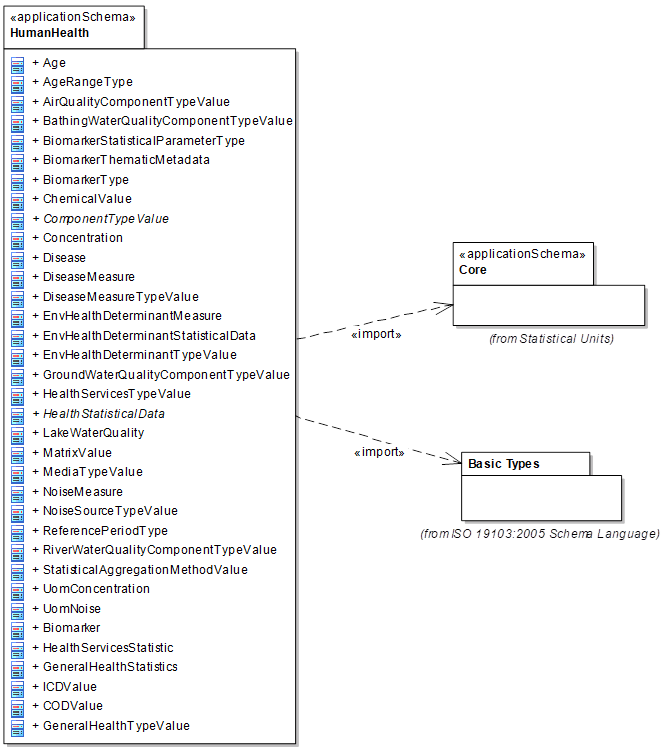 «applicationSchema»
HumanHealth
+ Age
+ AgeRangeType
+ AirQualityComponentTypeValue
+ BathingWaterQualityComponentTypeValue
+ BiomarkerStatisticalParameterType
+ BiomarkerThematicMetadata
+ BiomarkerType
+ ChemicalValue
+ ComponentTypeValue
+ Concentration
+ Disease
+ DiseaseMeasure
+ DiseaseMeasureTypeValue
+ EnvHealthDeterminantMeasure
+ EnvHealthDeterminantStatisticalData
+ EnvHealthDeterminantTypeValue
+ GroundWaterQualityComponentTypeValue
+ HealthServicesTypeValue
+ HealthStatisticalData
+ LakeWaterQuality
+ MatrixValue
+ MediaTypeValue
+ NoiseMeasure
+ NoiseSourceTypeValue
+ ReferencePeriodType
+ RiverWaterQualityComponentTypeValue
+ StatisticalAggregationMethodValue
+ UomConcentration
+ UomNoise
+ Biomarker
+ HealthServicesStatistic
+ GeneralHealthStatistics
+ ICDValue
+ CODValue
+ GeneralHealthTypeValue
«import»
«applicationSchema»
Core
(from Statistical Units)
«import»
Basic Types
(from ISO 19103:2005 Schema Language)